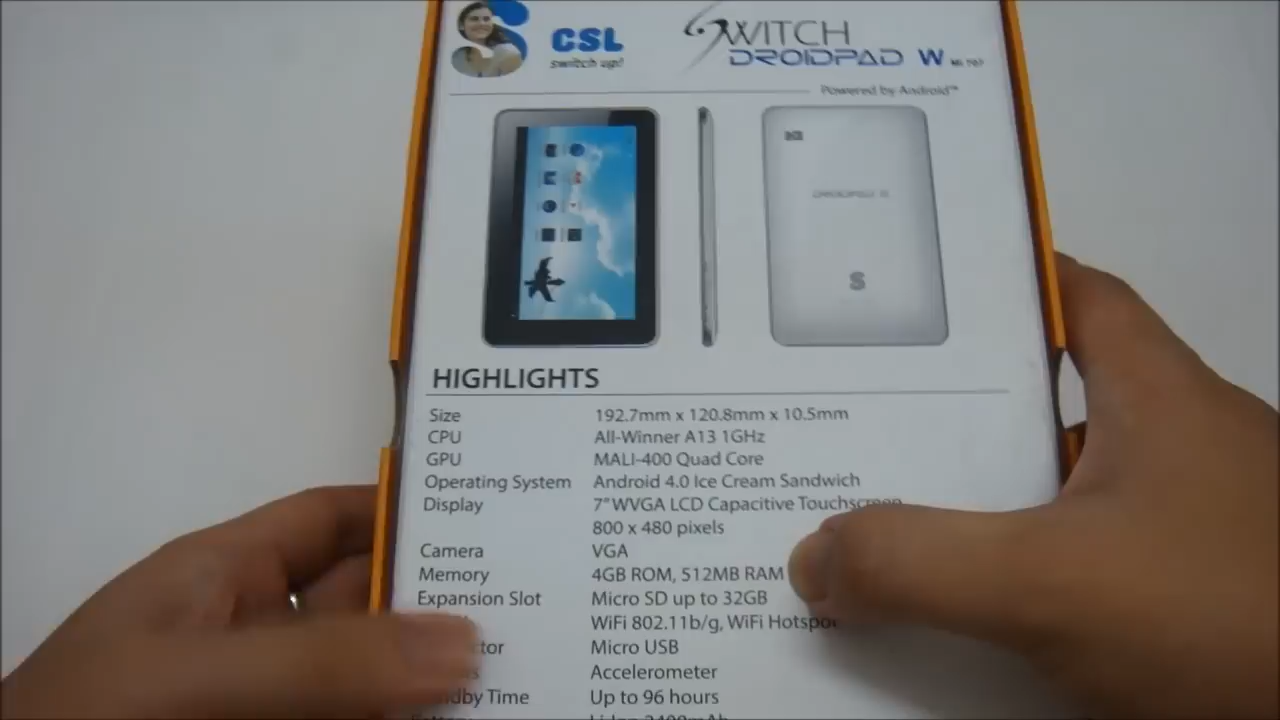 CSL
switch up!
SWITCH
DROIDPAD W
Powered by Android™
S
HIGHLIGHTS
Size 192.7mm x 120.8mm x 10.5mm
CPU All-Winner A13 1GHz
GPU MALI-400 Quad Core
Operating System Android 4.0 Ice Cream Sandwich
Display 7" WVGA LCD Capacitive Touchscreen
800 x 480 pixels
Camera VGA
Memory 4GB ROM, 512MB RAM
Expansion Slot Micro SD up to 32GB
WiFi 802.11b/g, WiFi Hotspot
tor Micro USB
Accelerometer
ndby Time Up to 96 hours